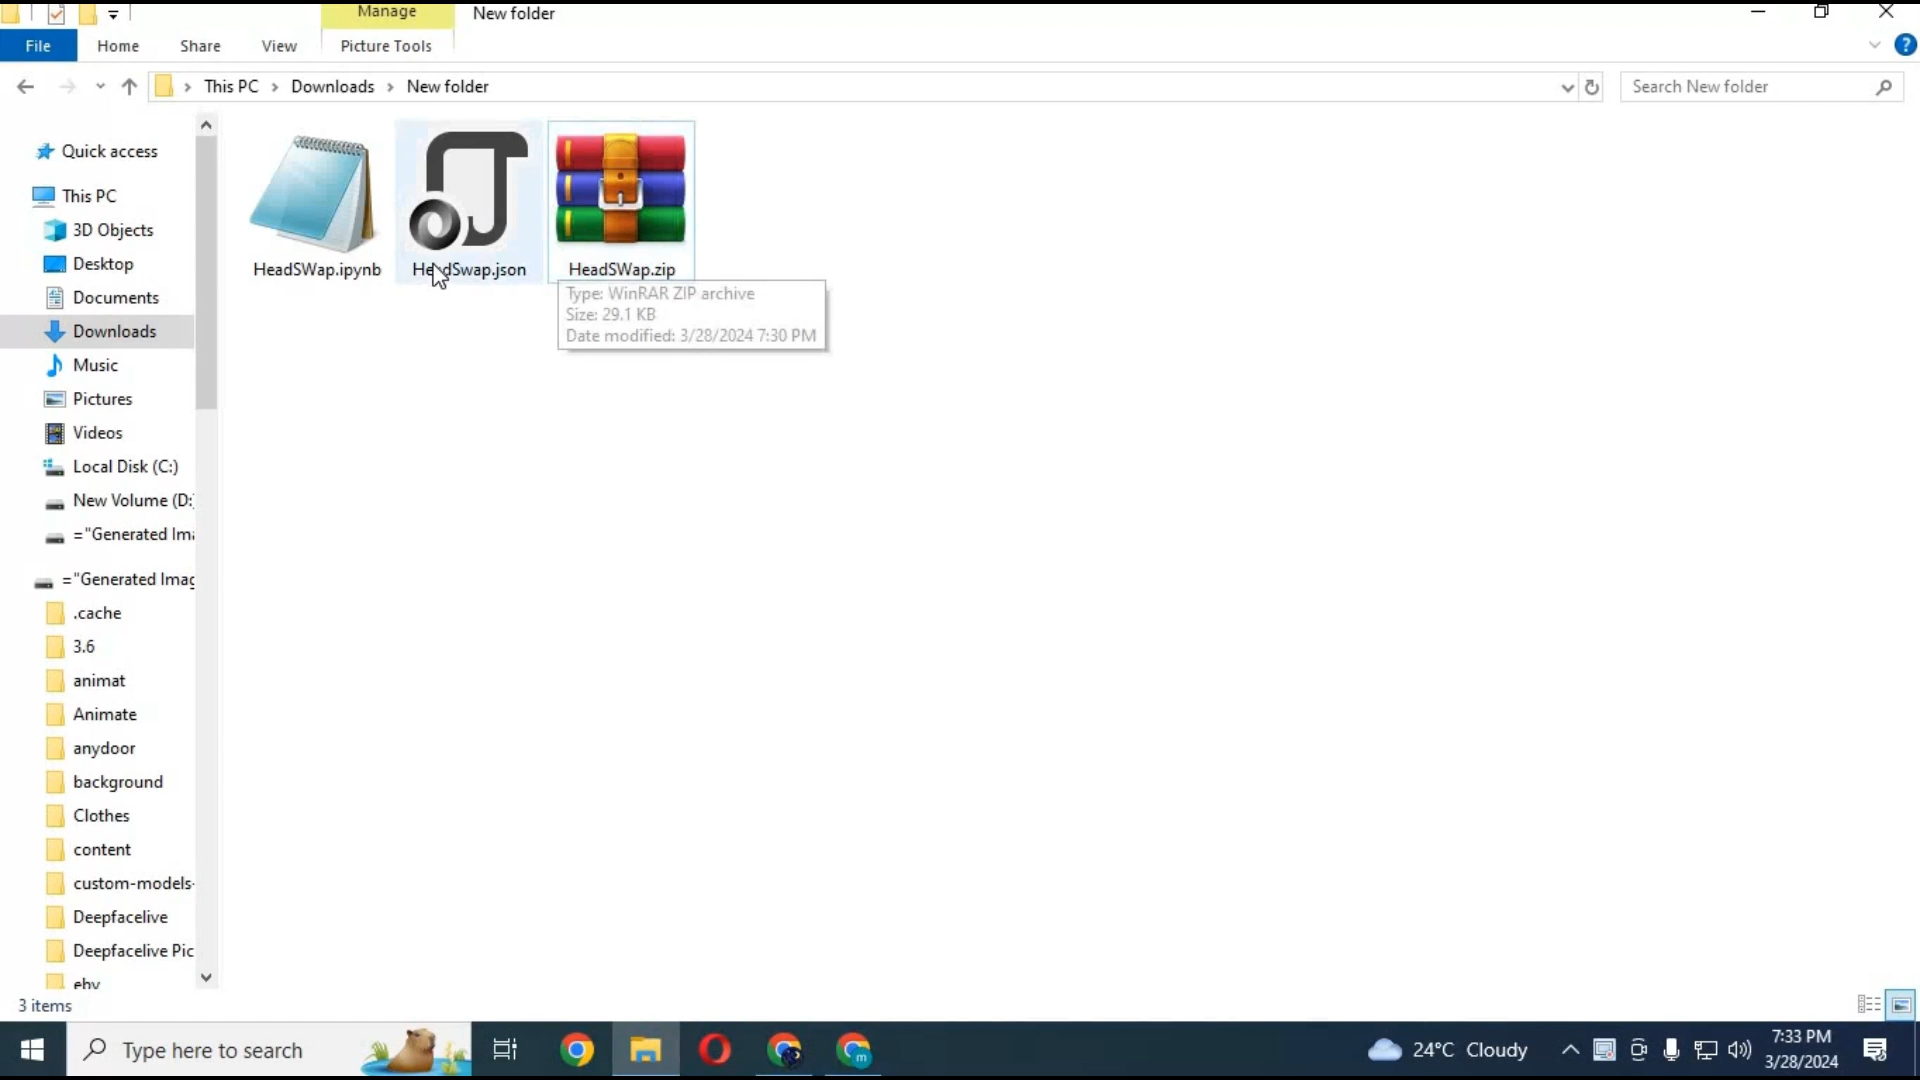 Manage
New folder
File
Home
Share
View
Picture Tools
This PC
Downloads
New folder
Search New folder
Quick access
This PC
3D Objects
Desktop
Documents
Downloads
Music
Pictures
Videos
Local Disk (C:)
New Volume (D:
="Generated Ima
="Generated Imag
.cache
3.6
animat
Animate
anydoor
background
Clothes
content
custom-models-
Deepfacelive
Deepfacelive Pic
HeadSWap.ipynb
HeadSwap.json
HeadSWap.zip
Type: WinRAR ZIP archive
Size: 29.1 KB
Date modified: 3/28/2024 7:30 PM
3 items
Type here to search
m
24°C Cloudy
7:33 PM
3/28/2024